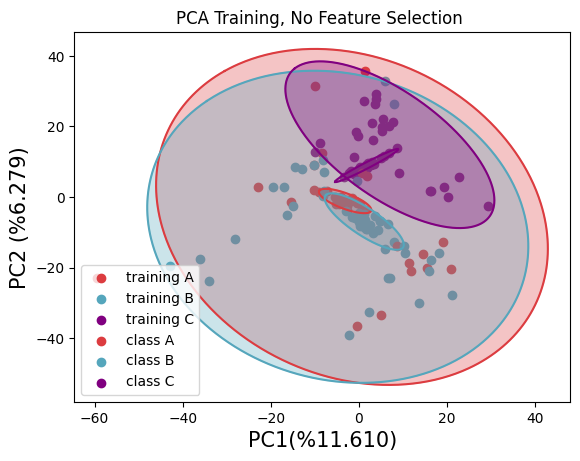 PCA Training, No Feature Selection
40
20
0
−20
−40
PC2 (%6.279)
training A
training B
training C
class A
class B
class C
−60 −40 −20 0 20 40
PC1(%11.610)